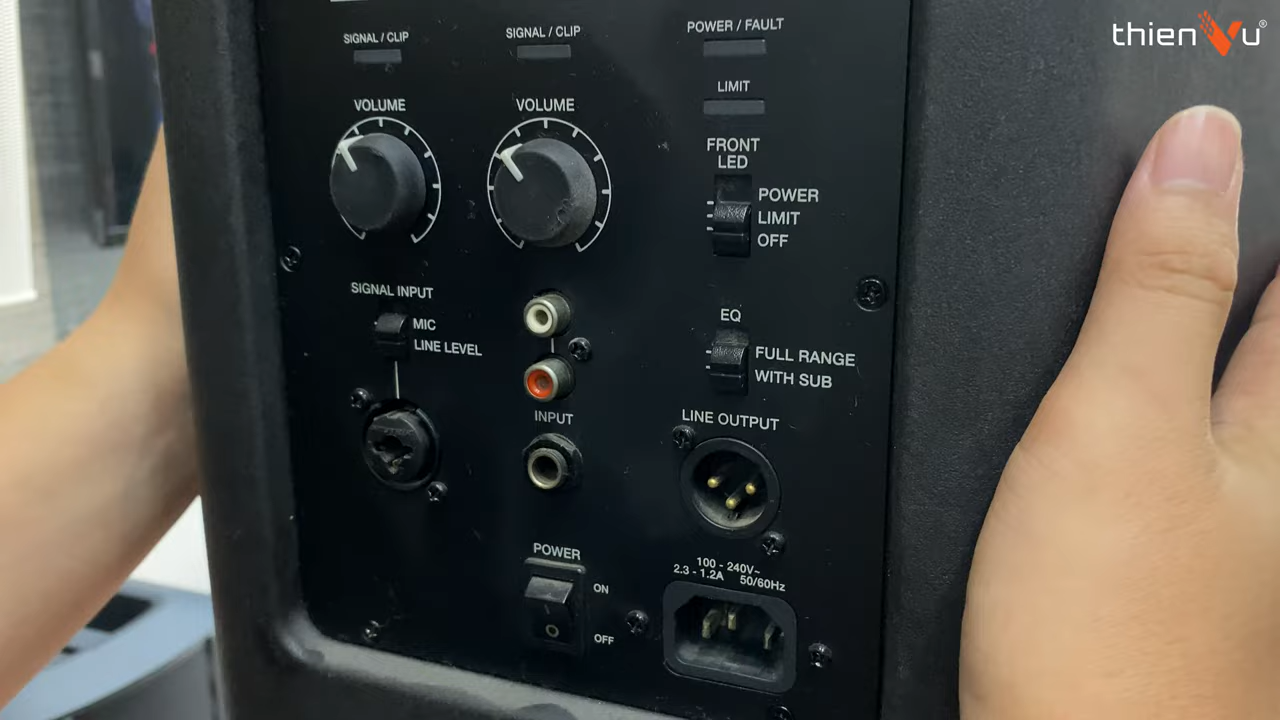 thienVu®
SIGNAL / CLIP
SIGNAL / CLIP
POWER / FAULT
LIMIT
VOLUME
VOLUME
FRONT
LED
POWER
LIMIT
OFF
SIGNAL INPUT
MIC
LINE LEVEL
EQ
FULL RANGE
WITH SUB
INPUT
LINE OUTPUT
POWER
ON
OFF
100 - 240V~
2.3 - 1.2A 50/60Hz